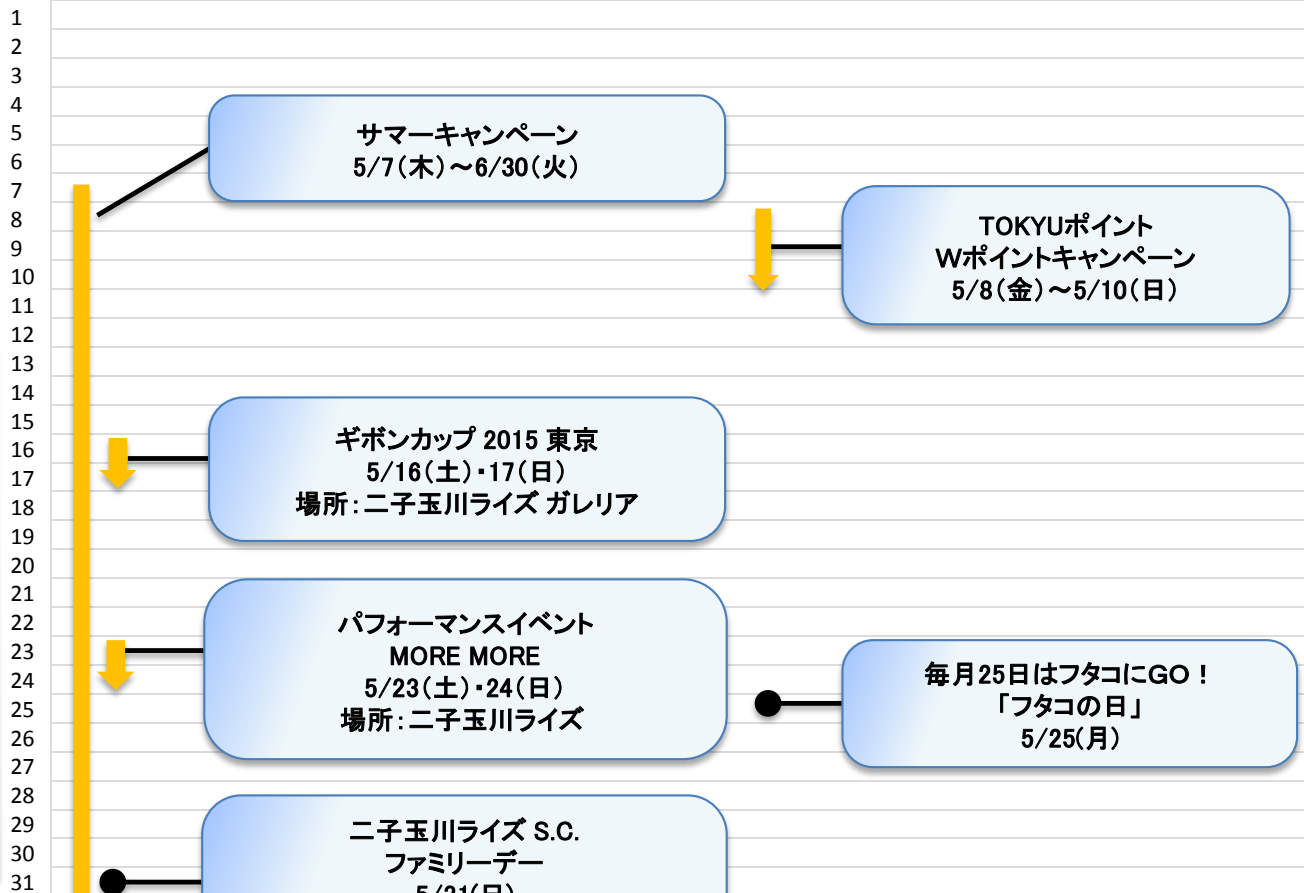 1
2
3
4
5
6
7
8
9
10
11
12
13
14
15
16
17
18
19
20
21
22
23
24
25
26
27
28
29
30
31
サマーキャンペーン
5/7(木)～6/30(火)
TOKYUポイント
Wポイントキャンペーン
5/8(金)～5/10(日)
ギボンカップ 2015 東京
5/16(土)・17(日)
場所：二子玉川ライズ ガレリア
パフォーマンスイベント
MORE MORE
5/23(土)・24(日)
場所：二子玉川ライズ
毎月25日はフタコにGO！
「フタコの日」
5/25(月)
二子玉川ライズ S.C.
ファミリーデー
5/31(日)